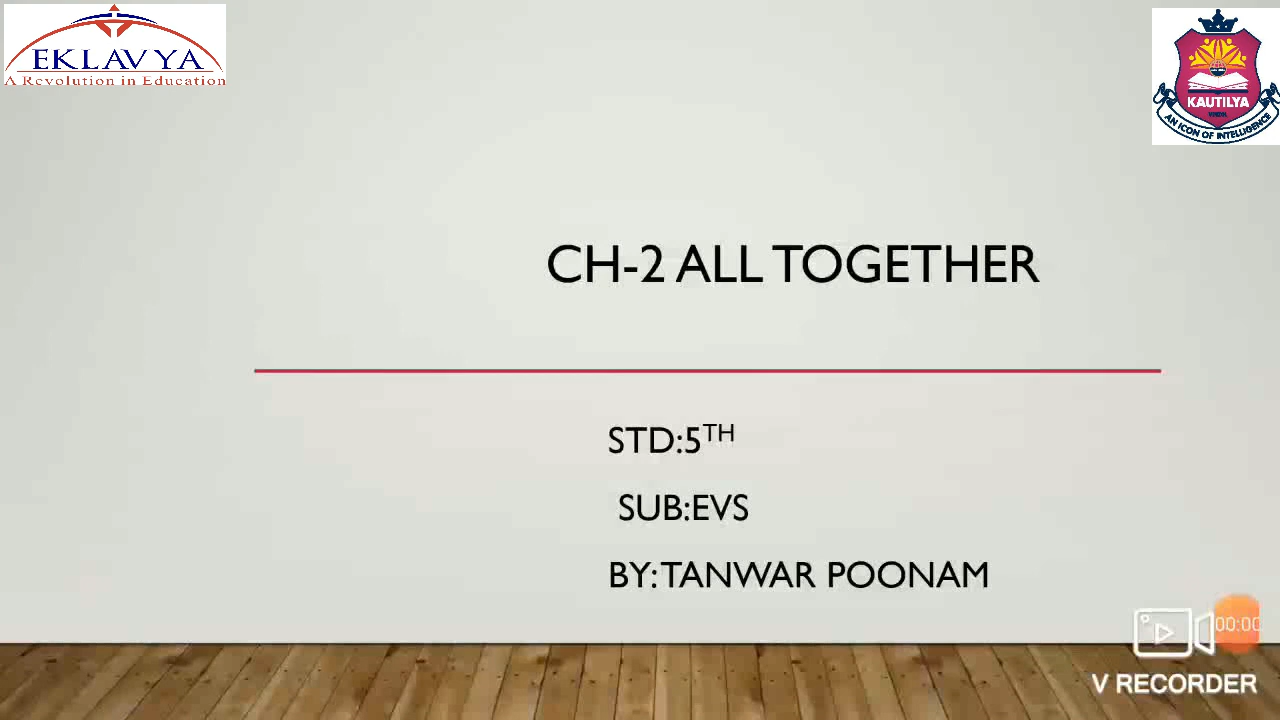 EKLAVYA
A Revolution in Education
KAUTILYA
AN ICON OF INTELLIGENCE
CH-2 ALL TOGETHER
STD:5TH
SUB:EVS
BY:TANWAR POONAM
00:00
V RECORDER